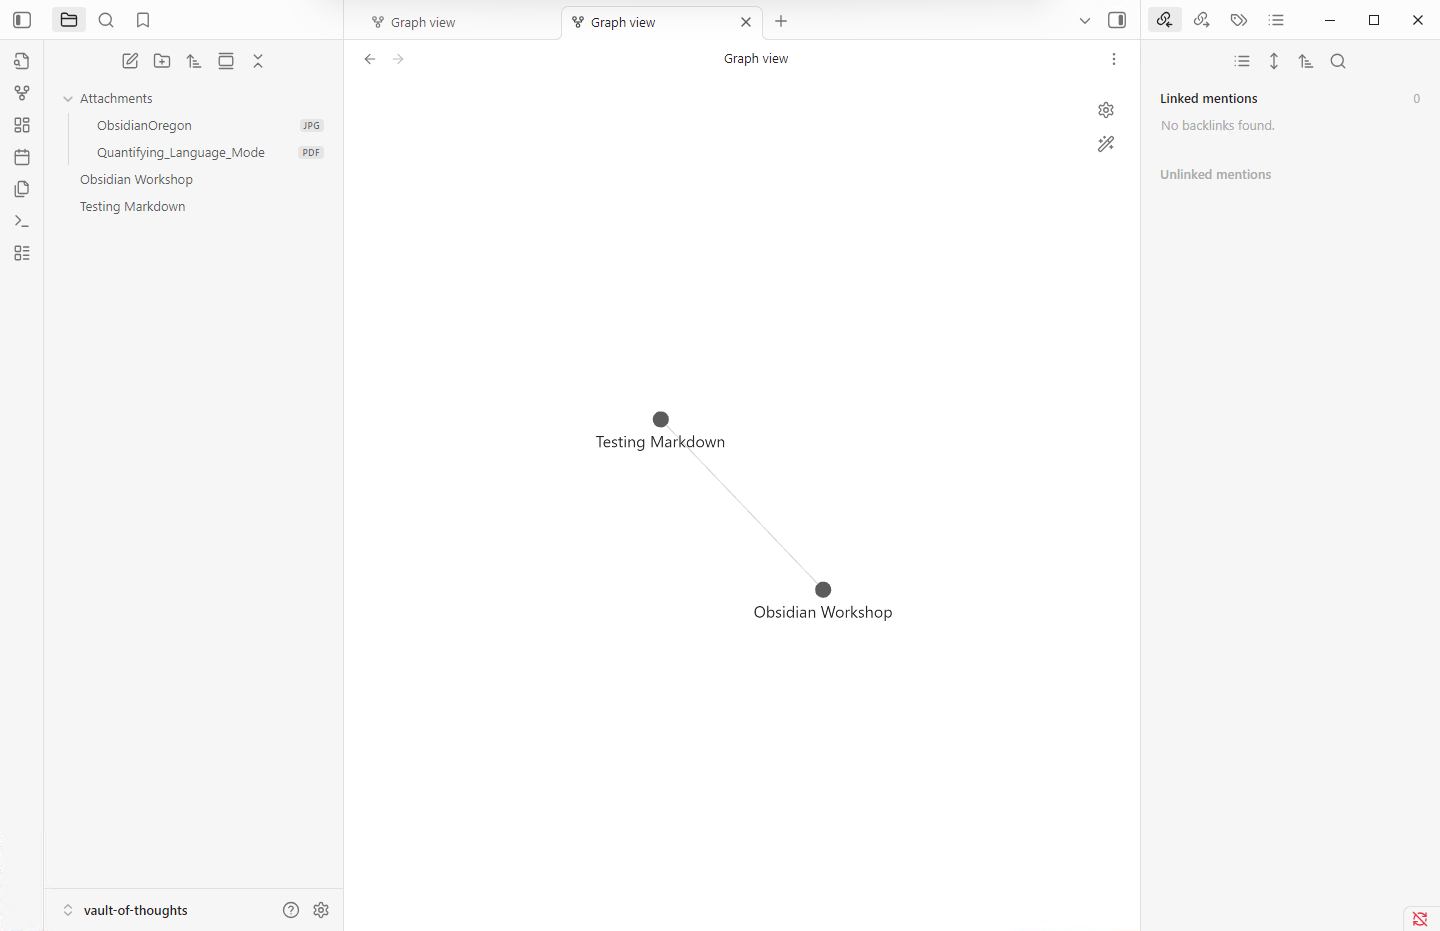 Graph view
Graph view
Graph view
Attachments
ObsidianOregon JPG
Quantifying_Language_Mode PDF
Obsidian Workshop
Testing Markdown
Linked mentions 0
No backlinks found.
Unlinked mentions
Testing Markdown
Obsidian Workshop
vault-of-thoughts